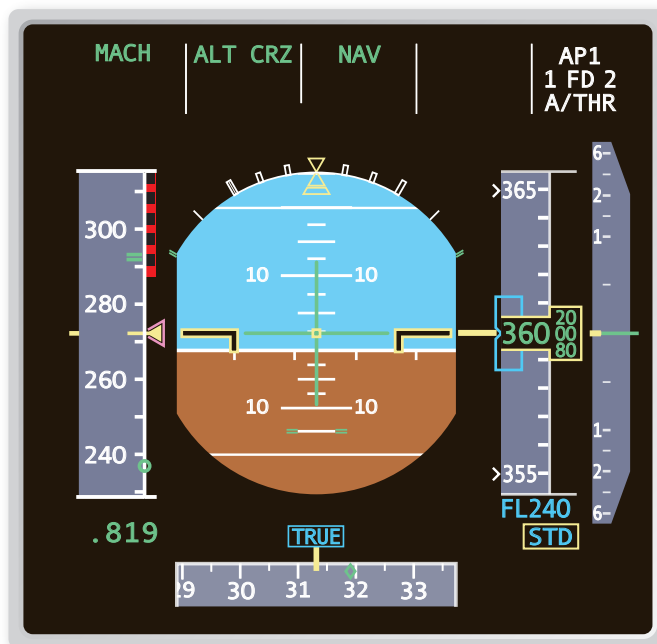 MACH
ALT CRZ
NAV
AP1
1 FD 2
A/THR
300
280
260
240
.819
10 10
10 10
365
360
20
00
80
355
FL240
STD
6
2
1
1
2
6
TRUE
29 30 31 32 33